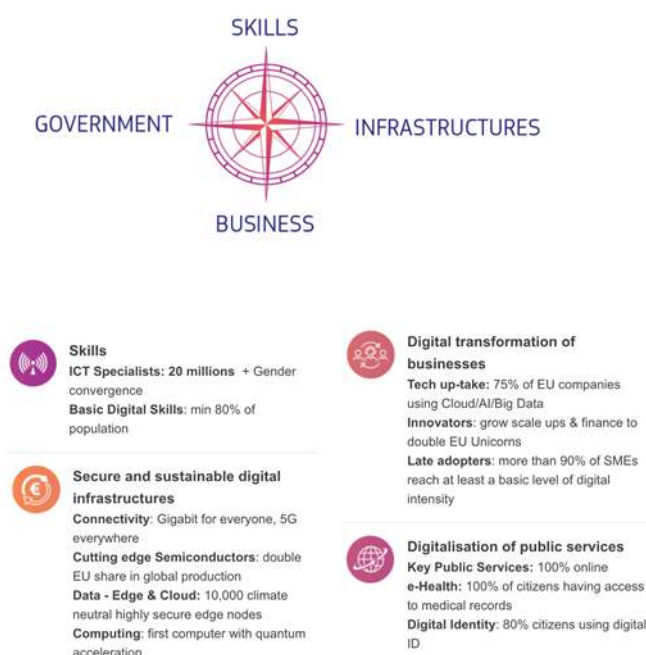 SKILLS
GOVERNMENT
INFRASTRUCTURES
BUSINESS
Skills
ICT Specialists: 20 millions + Gender
convergence
Basic Digital Skills: min 80% of
population
Secure and sustainable digital
infrastructures
Connectivity: Gigabit for everyone, 5G
everywhere
Cutting edge Semiconductors: double
EU share in global production
Data - Edge & Cloud: 10,000 climate
neutral highly secure edge nodes
Computing: first computer with quantum
acceleration
Digital transformation of
businesses
Tech up-take: 75% of EU companies
using Cloud/AI/Big Data
Innovators: grow scale ups & finance to
double EU Unicorns
Late adopters: more than 90% of SMEs
reach at least a basic level of digital
intensity
Digitalisation of public services
Key Public Services: 100% online
e-Health: 100% of citizens having access
to medical records
Digital Identity: 80% citizens using digital
ID